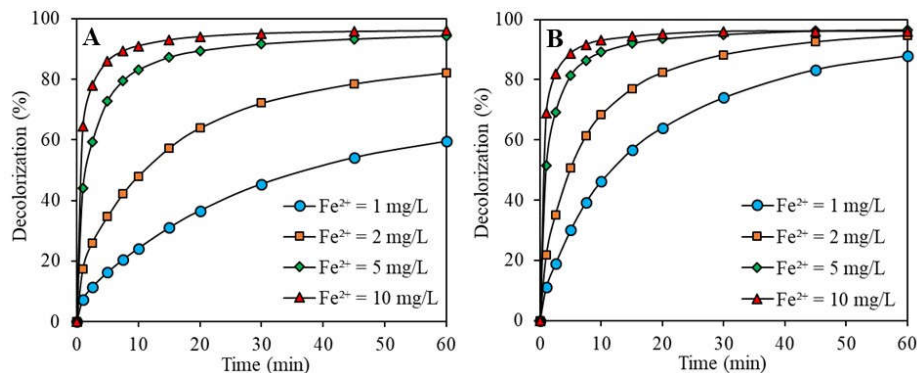 A
Decolorization (%)
100
80
60
40
20
0
Fe²⁺ = 1 mg/L
Fe²⁺ = 2 mg/L
Fe²⁺ = 5 mg/L
Fe²⁺ = 10 mg/L
0 10 20 30 40 50 60
Time (min)
B
Decolorization (%)
100
80
60
40
20
0
Fe²⁺ = 1 mg/L
Fe²⁺ = 2 mg/L
Fe²⁺ = 5 mg/L
Fe²⁺ = 10 mg/L
0 10 20 30 40 50 60
Time (min)